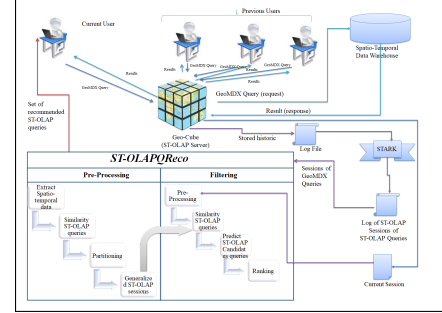 Current User
Previous Users
Spatio-Temporal
Data Warehouse
GeoMDX Query
GeoMDX Query
GeoMDX Query
Results
Results
Results
Results
GeoMDX Query
GeoMDX Query (request)
Result (response)
Set of
recommended
ST-OLAP
queries
Geo-Cube
(ST-OLAP Server)
Stored historic
Log File
STARK
ST-OLAPQReco
Sessions of
GeoMDX
Queries
Pre-Processing
Filtering
Extract
Spatio-
temporal
data
Similarity
ST-OLAP
queries
Partitioning
Generalize
d ST-OLAP
sessions
Pre-
Processing
Similarity
ST-OLAP
queries
Predict
ST-OLAP
Candidat
es queries
Ranking
Log of ST-OLAP
Sessions of
ST-OLAP Queries
Current Session